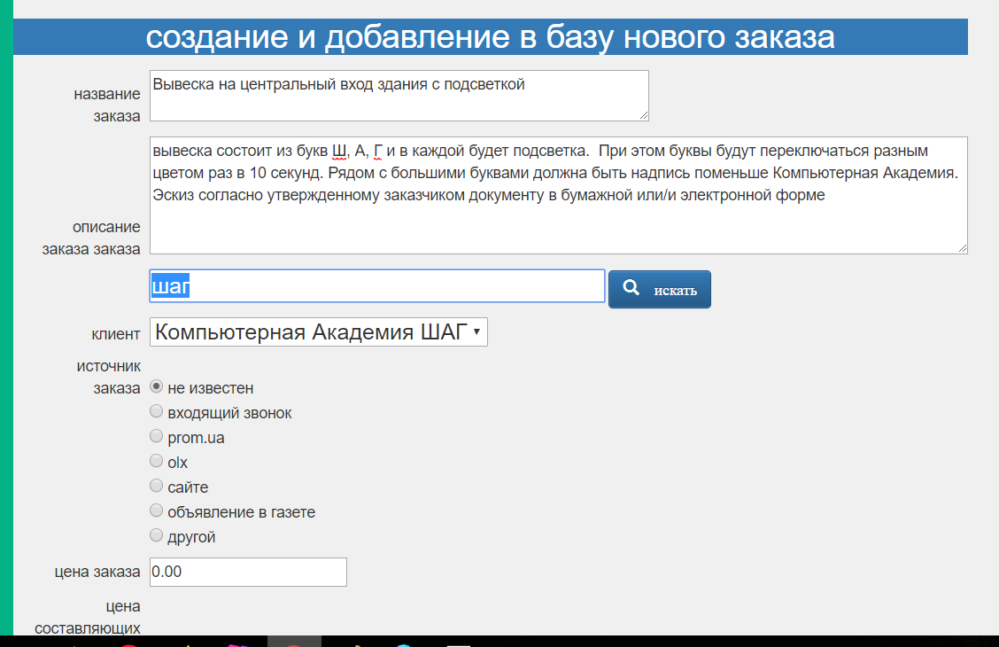 создание и добавление в базу нового заказа
название
заказа
Вывеска на центральный вход здания с подсветкой
вывеска состоит из букв Ш, А, Г и в каждой будет подсветка.  При этом буквы будут переключаться разным
цветом раз в 10 секунд. Рядом с большими буквами должна быть надпись поменьше Компьютерная Академия.
Эскиз согласно утвержденному заказчиком документу в бумажной или/и электронной форме
описание
заказа заказа
шаг
искать
клиент
Компьютерная Академия ШАГ
источник
заказа
не известен
входящий звонок
prom.ua
olx
сайте
объявление в газете
другой
цена заказа
0.00
цена
составляющих